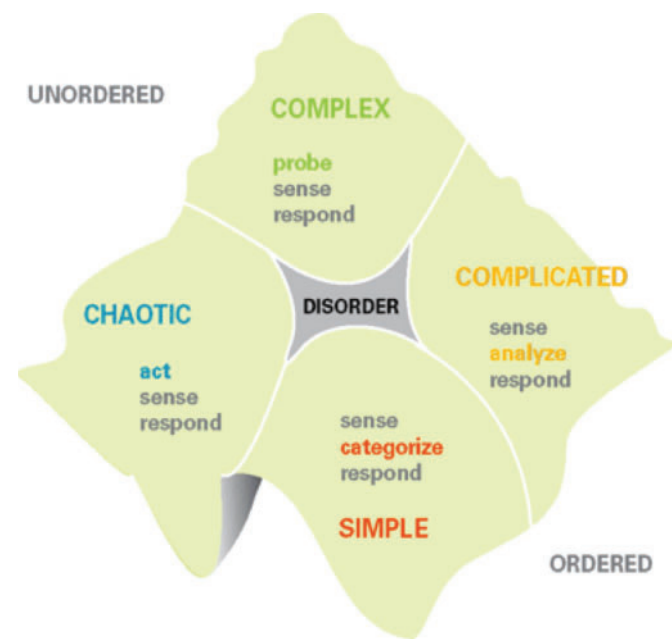 UNORDERED
COMPLEX
probe
sense
respond
COMPLICATED
sense
analyze
respond
DISORDER
CHAOTIC
act
sense
respond
sense
categorize
respond
SIMPLE
ORDERED